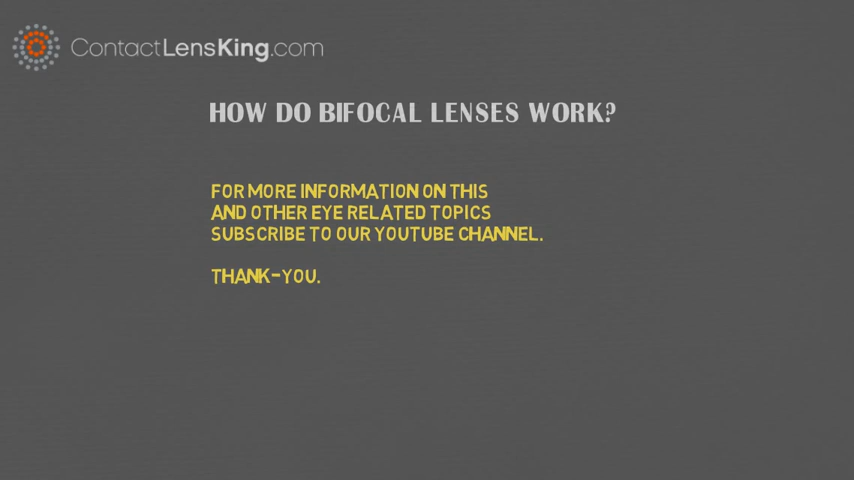 ContactLensKing.com
HOW DO BIFOCAL LENSES WORK?
FOR MORE INFORMATION ON THIS
AND OTHER EYE RELATED TOPICS
SUBSCRIBE TO OUR YOUTUBE CHANNEL.
THANK-YOU.